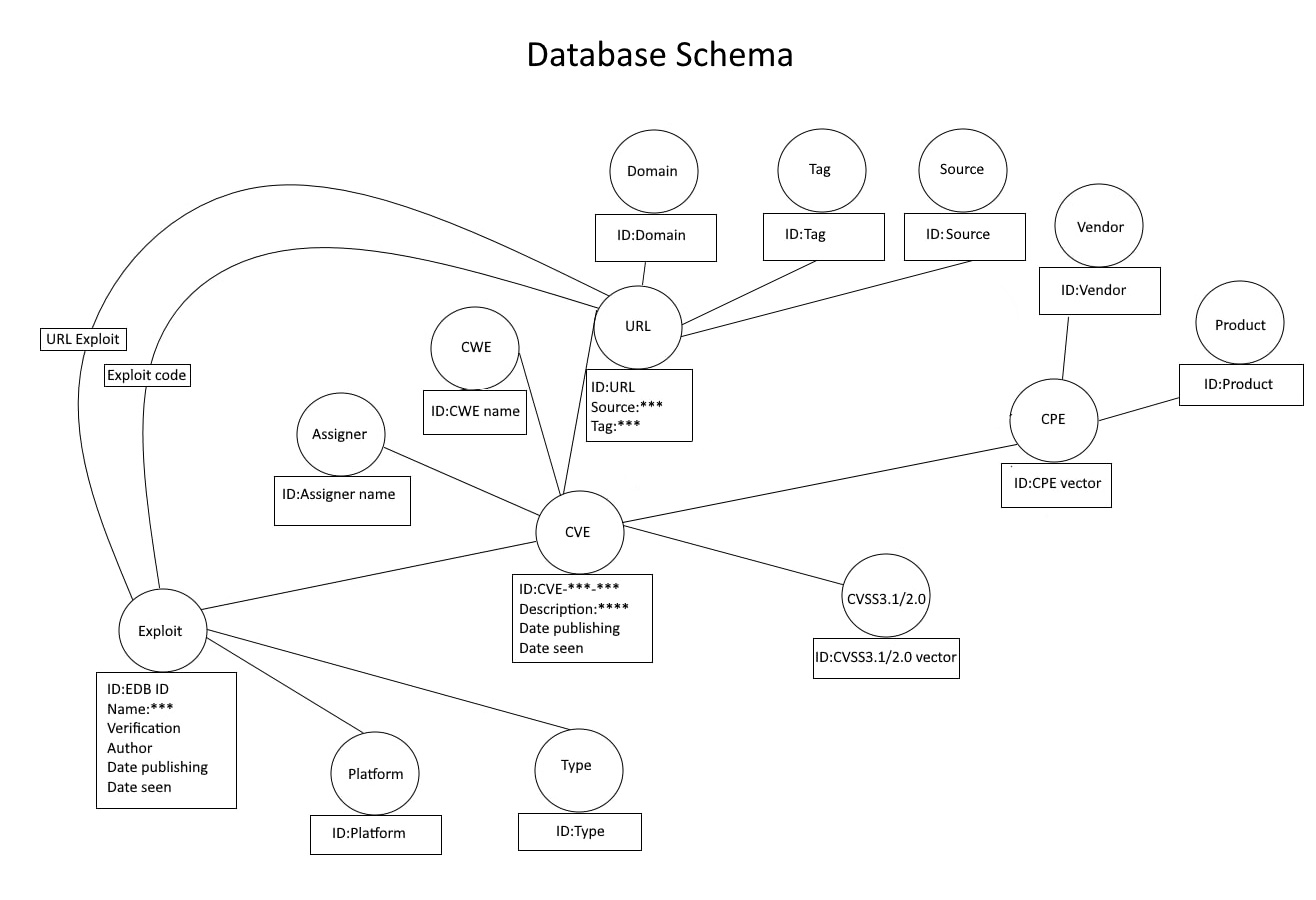 Database Schema
Domain
ID:Domain
Tag
ID:Tag
Source
ID:Source
Vendor
ID:Vendor
Product
ID:Product
URL Exploit
Exploit code
URL
ID:URL
Source:***
Tag:***
CWE
ID:CWE name
Assigner
ID:Assigner name
CPE
ID:CPE vector
CVE
ID:CVE-***-***
Description:****
Date publishing
Date seen
CVSS3.1/2.0
ID:CVSS3.1/2.0 vector
Exploit
ID:EDB ID
Name:***
Verification
Author
Date publishing
Date seen
Platform
ID:Platform
Type
ID:Type